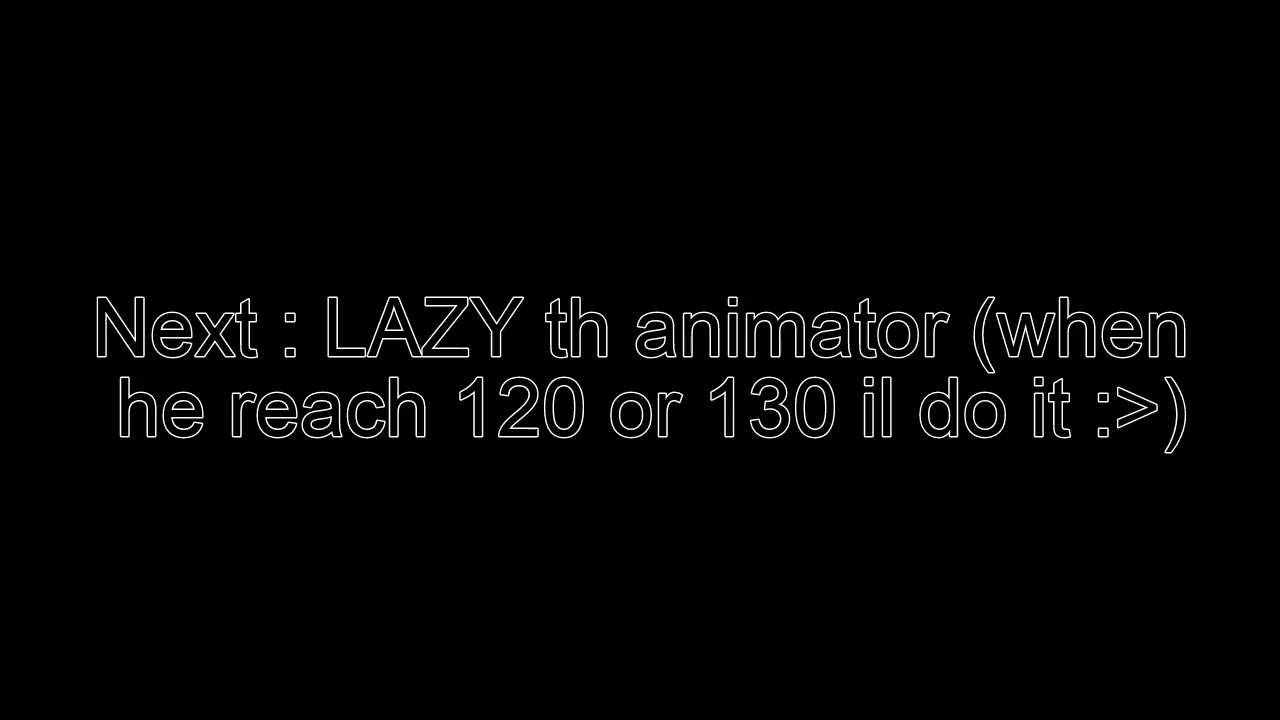 Next : LAZY th animator (when
he reach 120 or 130 il do it :>)